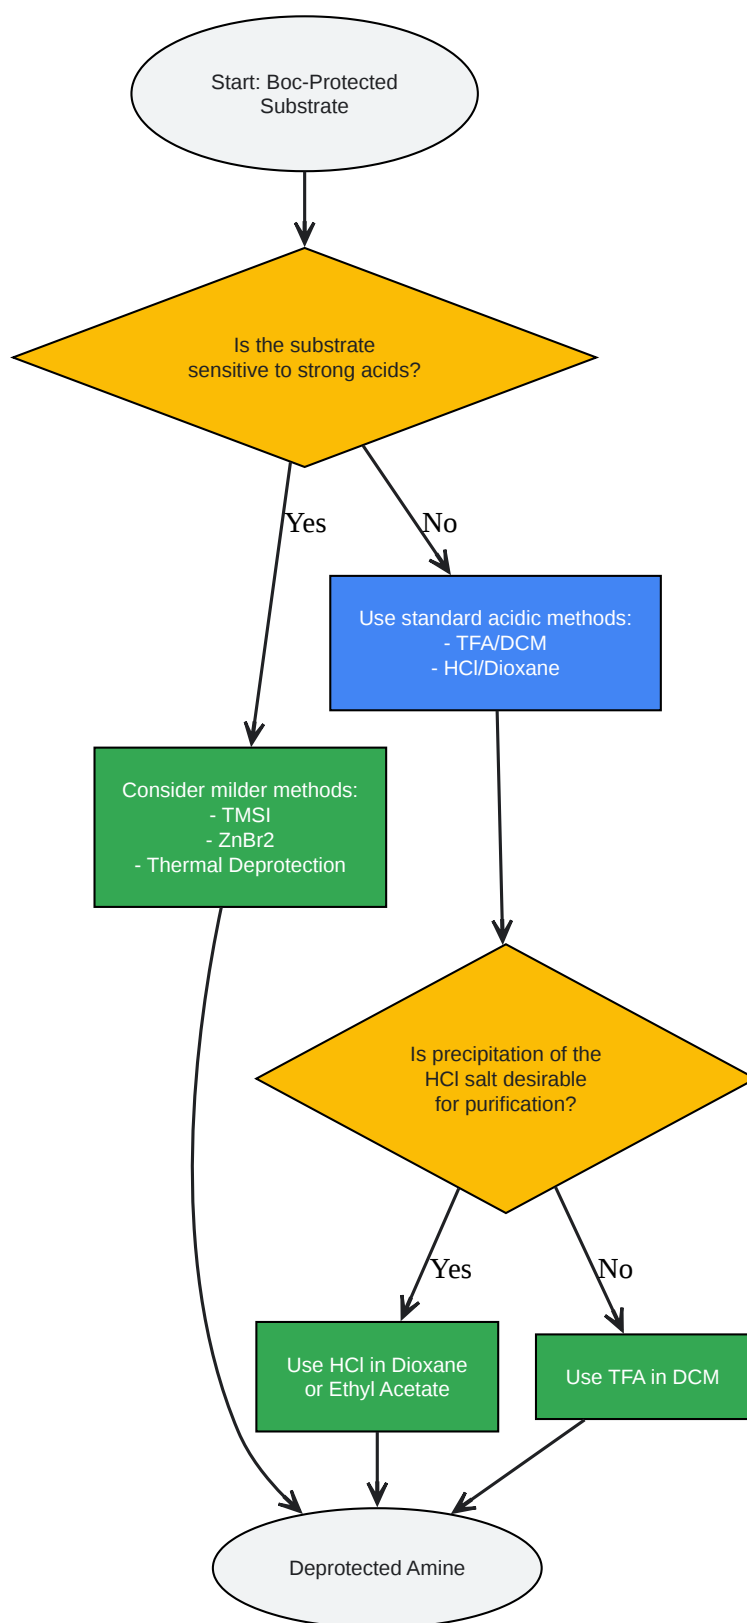 Start: Boc-Protected
Substrate
Is the substrate
sensitive to strong acids?
Yes
No
Use standard acidic methods:
- TFA/DCM
- HCl/Dioxane
Consider milder methods:
- TMSI
- ZnBr2
- Thermal Deprotection
Is precipitation of the
HCl salt desirable
for purification?
Yes
No
Use HCl in Dioxane
or Ethyl Acetate
Use TFA in DCM
Deprotected Amine